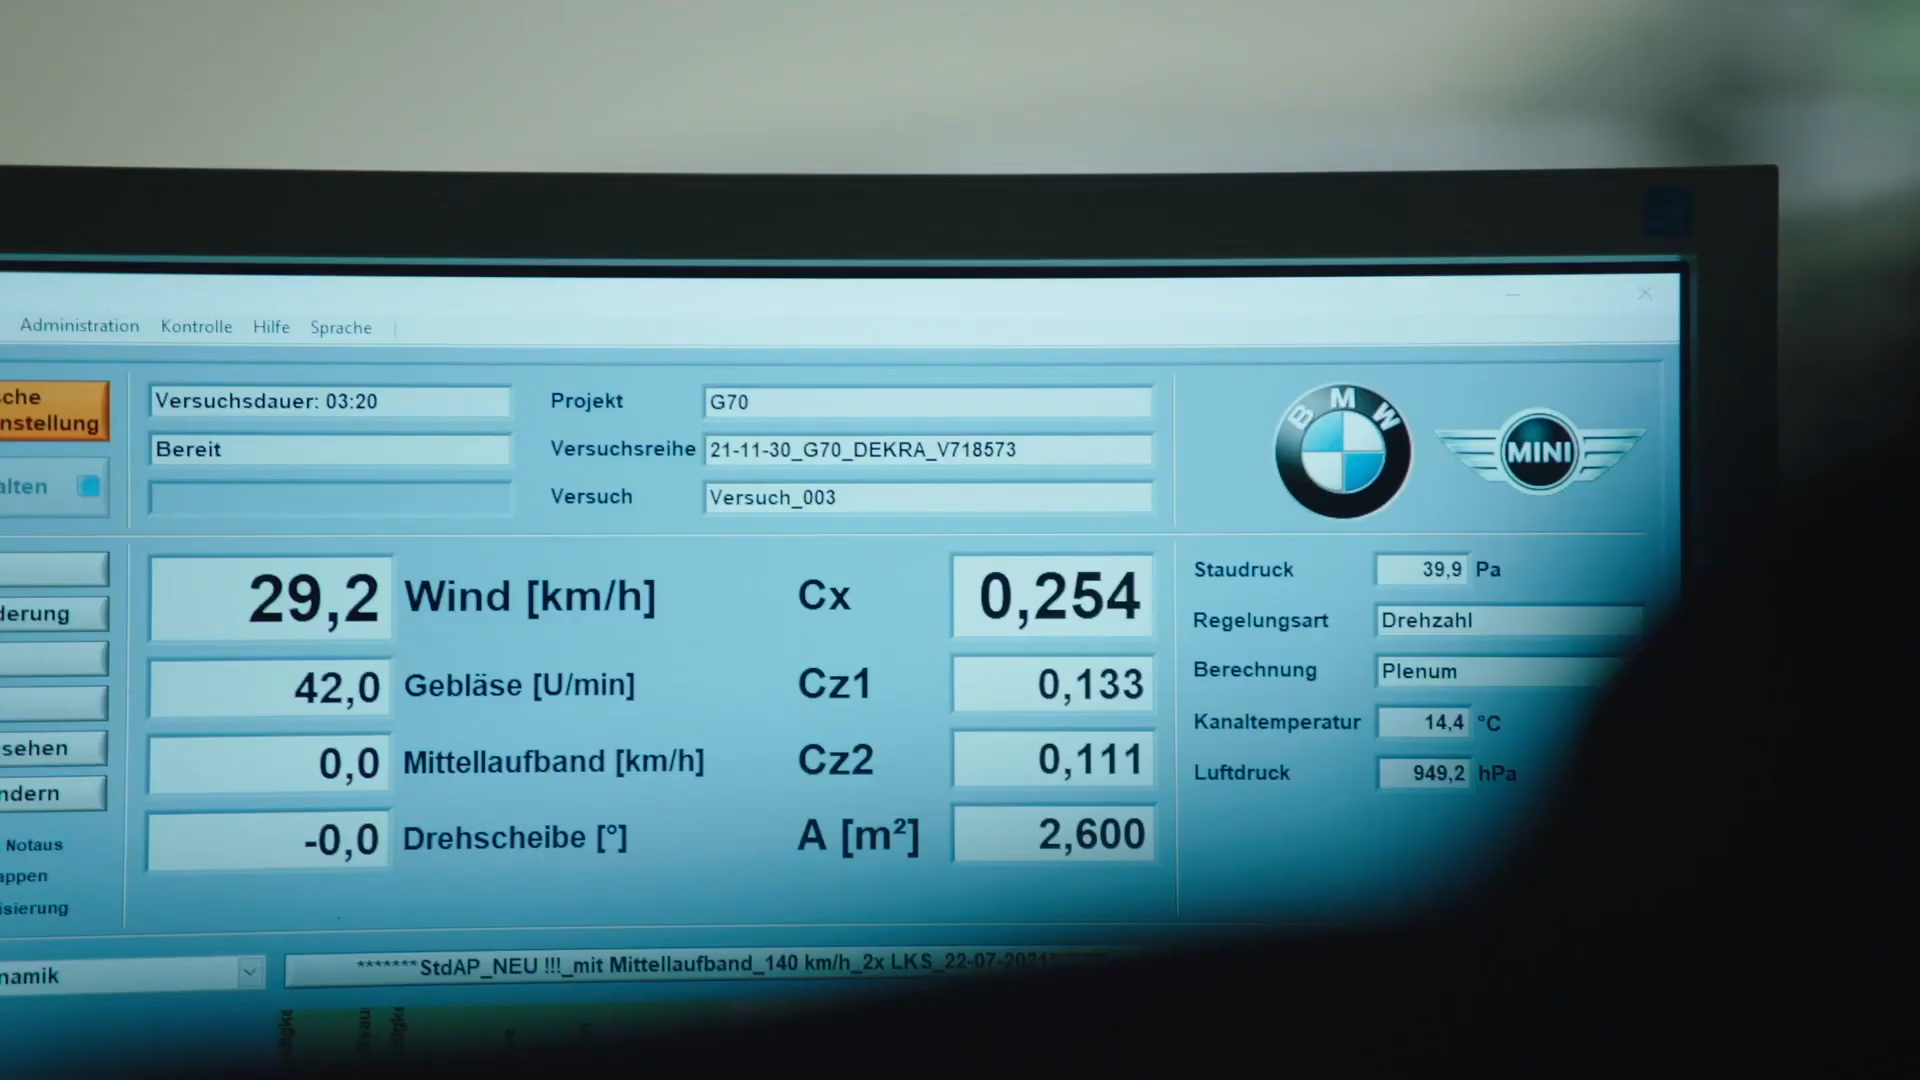 Administration Kontrolle Hilfe Sprache
Versuchsdauer: 03:20
Bereit
Projekt G70
Versuchsreihe 21-11-30_G70_DEKRA_V718573
Versuch Versuch_003
BMW
MINI
29,2 Wind [km/h]
42,0 Gebläse [U/min]
0,0 Mittellaufband [km/h]
-0,0 Drehscheibe [°]
Cx 0,254
Cz1 0,133
Cz2 0,111
A [m²] 2,600
Staudruck 39,9 Pa
Regelungsart Drehzahl
Berechnung Plenum
Kanaltemperatur 14,4 °C
Luftdruck 949,2 hPa
nstellung
alten
derung
sehen
ndern
Notaus
appen
isierung
namik
*******StdAP_NEU !!!_mit Mittellaufband_140 km/h_2x LKS_22-07-2021